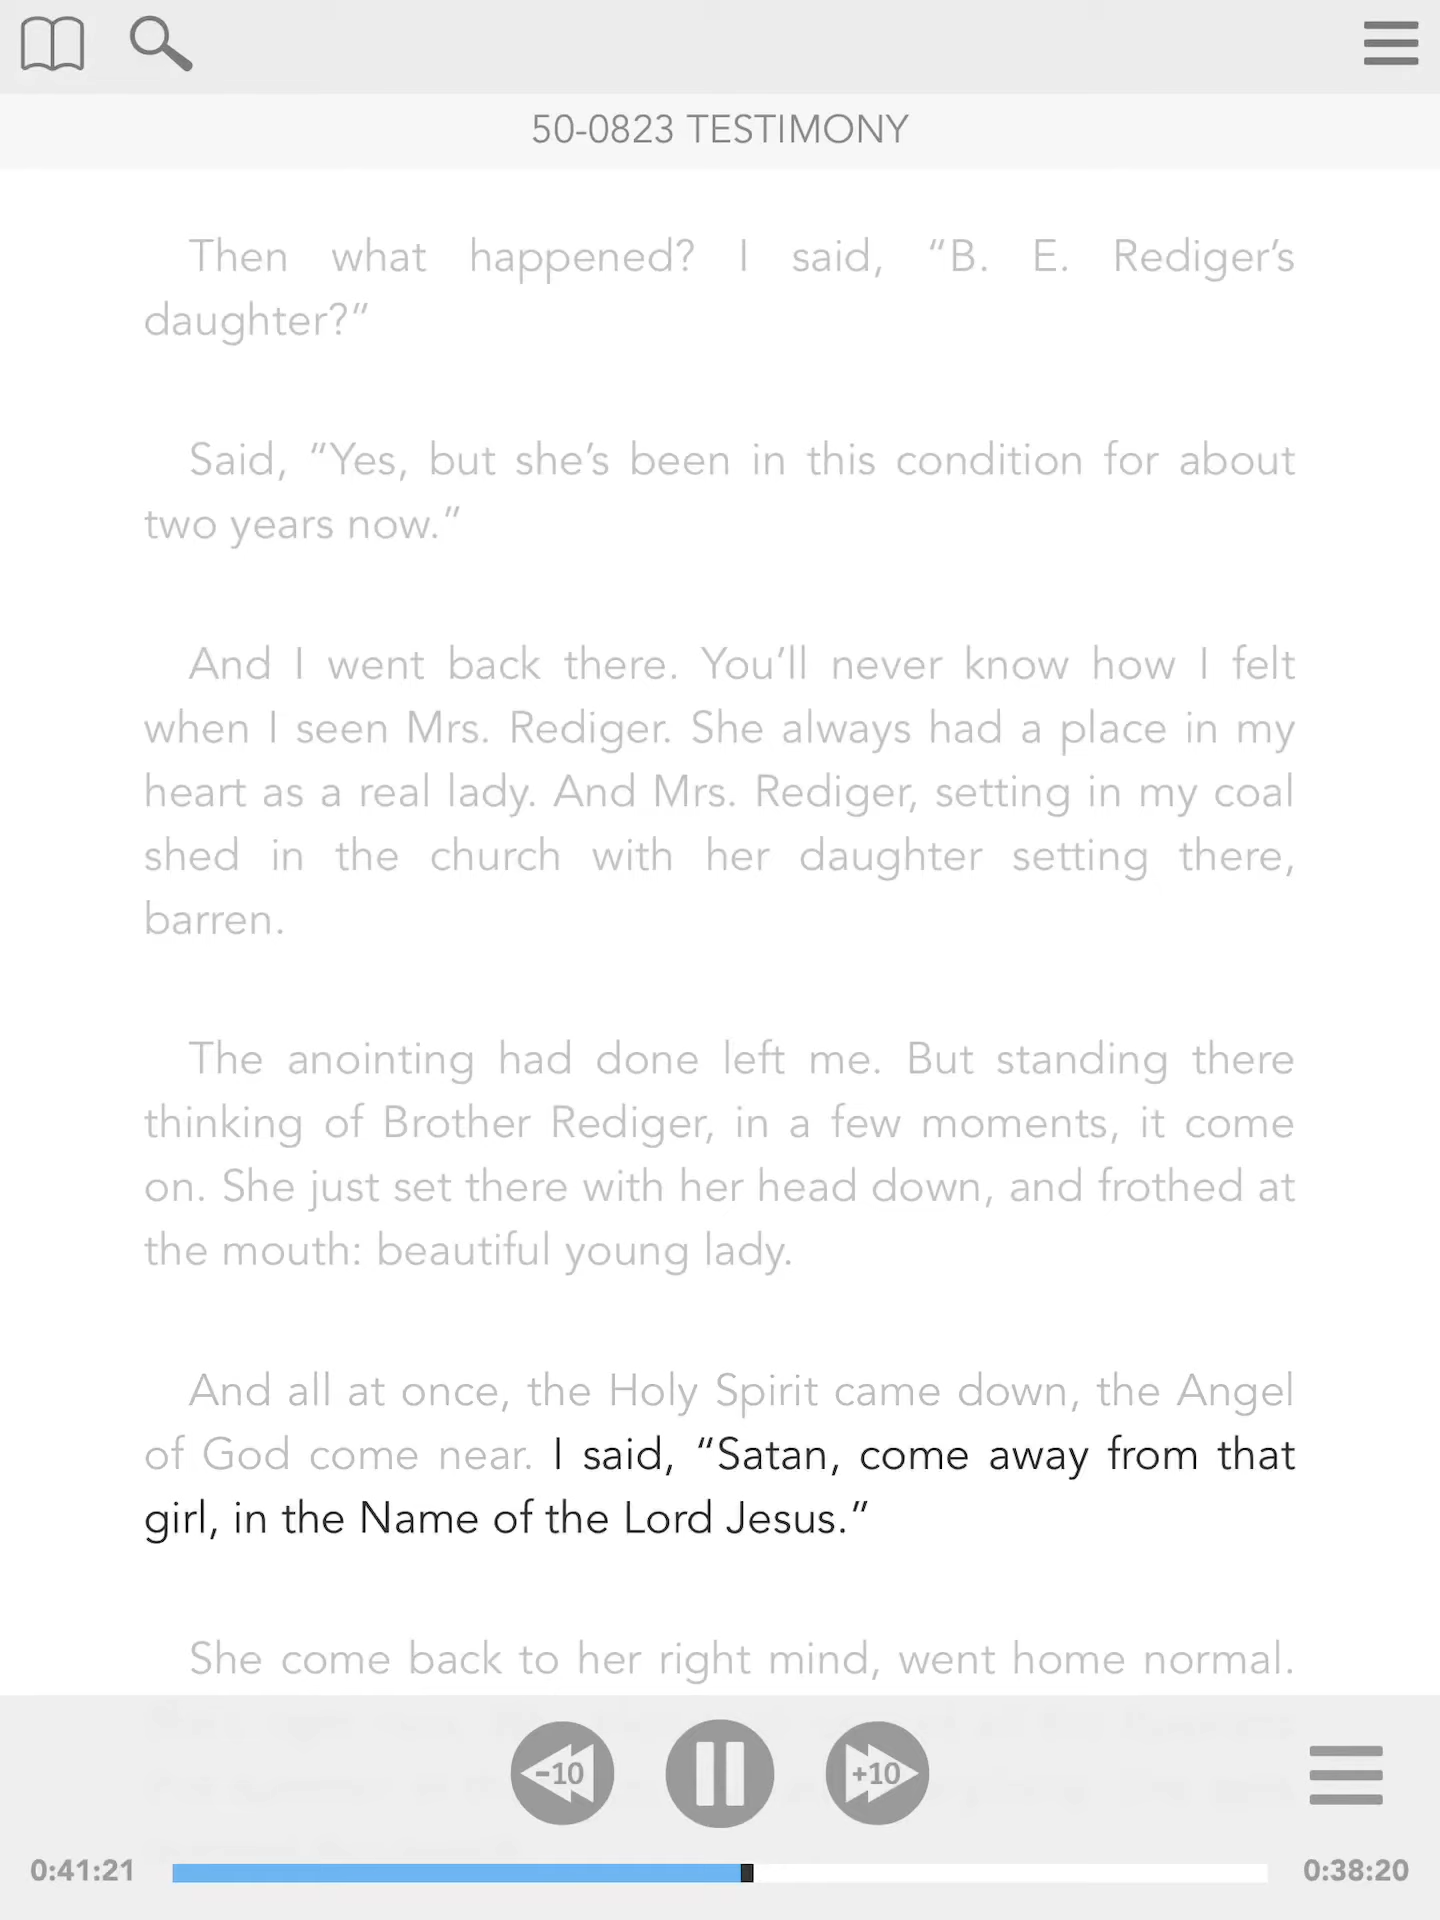 50-0823 TESTIMONY
Then what happened? I said, “B. E. Rediger’s
daughter?”
Said, “Yes, but she’s been in this condition for about
two years now.”
And I went back there. You’ll never know how I felt
when I seen Mrs. Rediger. She always had a place in my
heart as a real lady. And Mrs. Rediger, setting in my coal
shed in the church with her daughter setting there,
barren.
The anointing had done left me. But standing there
thinking of Brother Rediger, in a few moments, it come
on. She just set there with her head down, and frothed at
the mouth: beautiful young lady.
And all at once, the Holy Spirit came down, the Angel
of God come near. I said, “Satan, come away from that
girl, in the Name of the Lord Jesus.”
She come back to her right mind, went home normal.
-10 +10
0:41:21 0:38:20